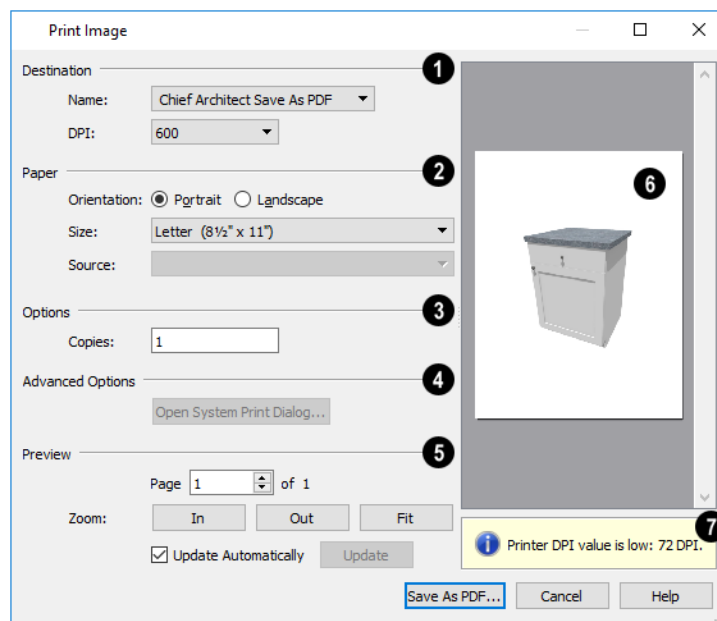 Print Image
Destination 1
Name: Chief Architect Save As PDF
DPI: 600
Paper 2
Orientation: Portrait Landscape
Size: Letter (8½" x 11")
Source:
Options 3
Copies: 1
Advanced Options 4
Open System Print Dialog...
Preview 5
Page 1 of 1
Zoom: In Out Fit
Update Automatically Update
6
7
Printer DPI value is low: 72 DPI.
Save As PDF... Cancel Help